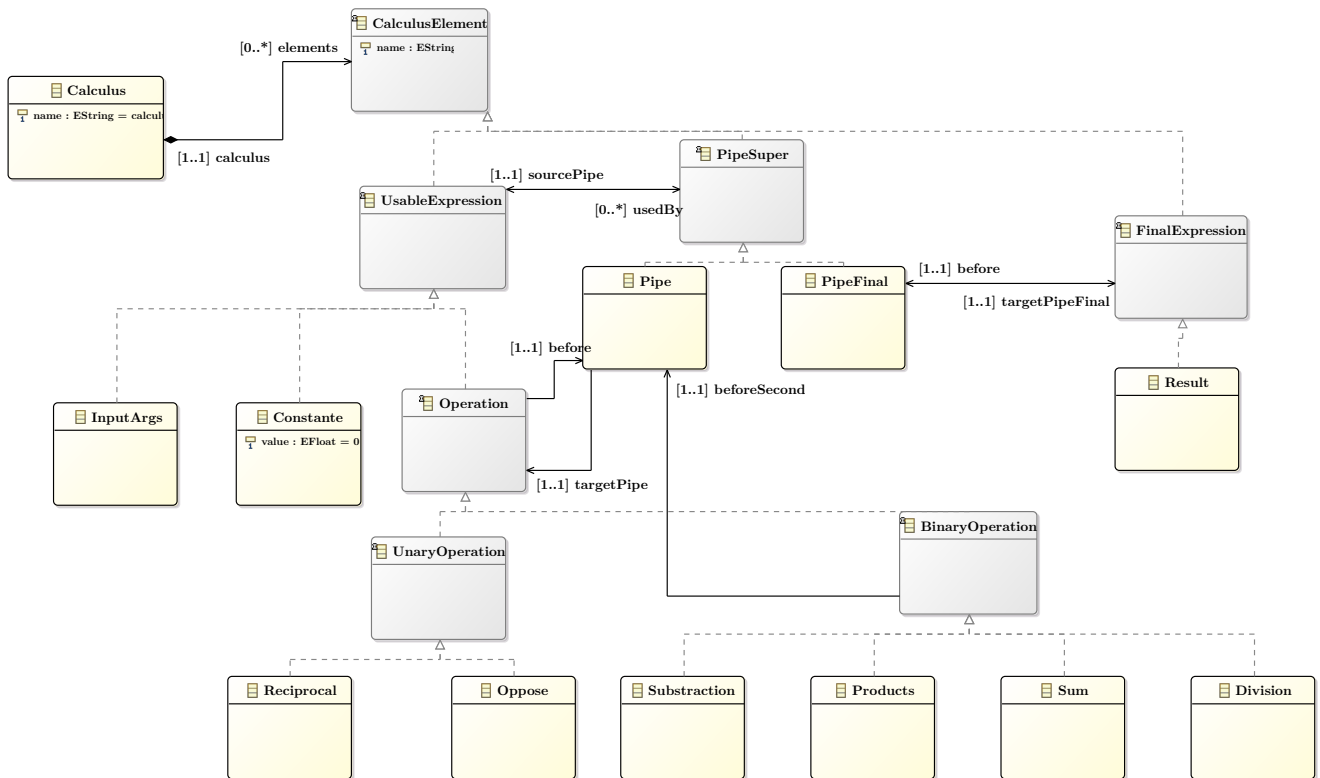 CalculusElement
name : EString
[0..*] elements
Calculus
name : EString = calcul
[1..1] calculus
PipeSuper
[1..1] sourcePipe
[0..*] usedBy
UsableExpression
FinalExpression
Pipe
PipeFinal
[1..1] before
[1..1] targetPipeFinal
[1..1] before
Result
[1..1] beforeSecond
InputArgs
Constante
value : EFloat = 0
Operation
[1..1] targetPipe
UnaryOperation
BinaryOperation
Reciprocal
Oppose
Substraction
Products
Sum
Division